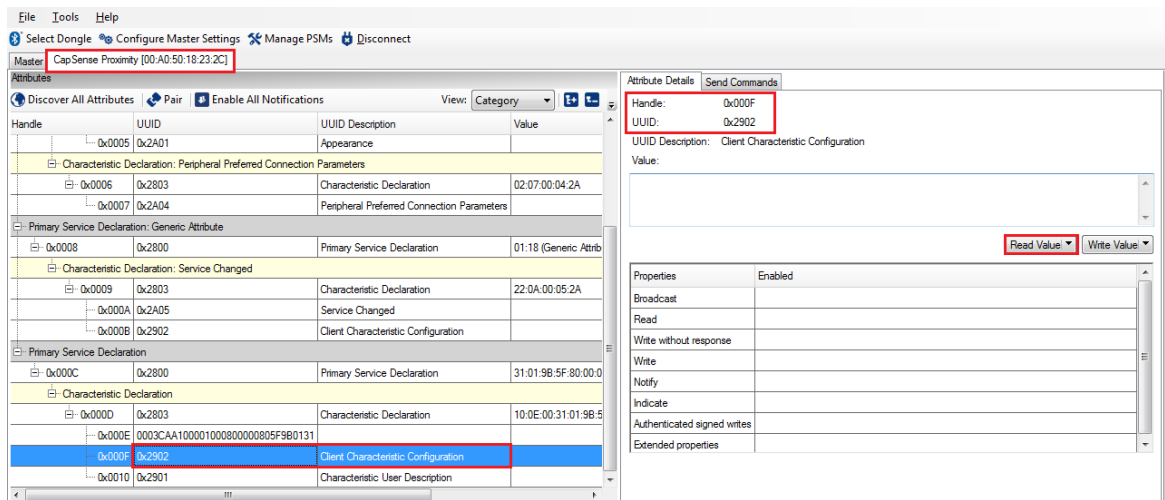 File Tools Help
Select Dongle Configure Master Settings Manage PSMs Disconnect
Master CapSense Proximity [00:A0:50:18:23:2C]
Attributes
Discover All Attributes Pair Enable All Notifications View: Category
Handle UUID UUID Description Value
0x0005 0x2A01 Appearance
Characteristic Declaration: Peripheral Preferred Connection Parameters
0x0006 0x2803 Characteristic Declaration 02:07:00:04:2A
0x0007 0x2A04 Peripheral Preferred Connection Parameters
Primary Service Declaration: Generic Attribute
0x0008 0x2800 Primary Service Declaration 01:18 (Generic Attrib
Characteristic Declaration: Service Changed
0x0009 0x2803 Characteristic Declaration 22:0A:00:05:2A
0x000A 0x2A05 Service Changed
0x000B 0x2902 Client Characteristic Configuration
Primary Service Declaration
0x000C 0x2800 Primary Service Declaration 31:01:9B:5F:80:00:0
Characteristic Declaration
0x000D 0x2803 Characteristic Declaration 10:0E:00:31:01:9B:5
0x000E 0003CAA100001000800000805F9B0131
0x000F 0x2902 Client Characteristic Configuration
0x0010 0x2901 Characteristic User Description
Attribute Details Send Commands
Handle: 0x000F
UUID: 0x2902
UUID Description: Client Characteristic Configuration
Value:
Read Value Write Value
Properties Enabled
Broadcast
Read
Write without response
Write
Notify
Indicate
Authenticated signed writes
Extended properties